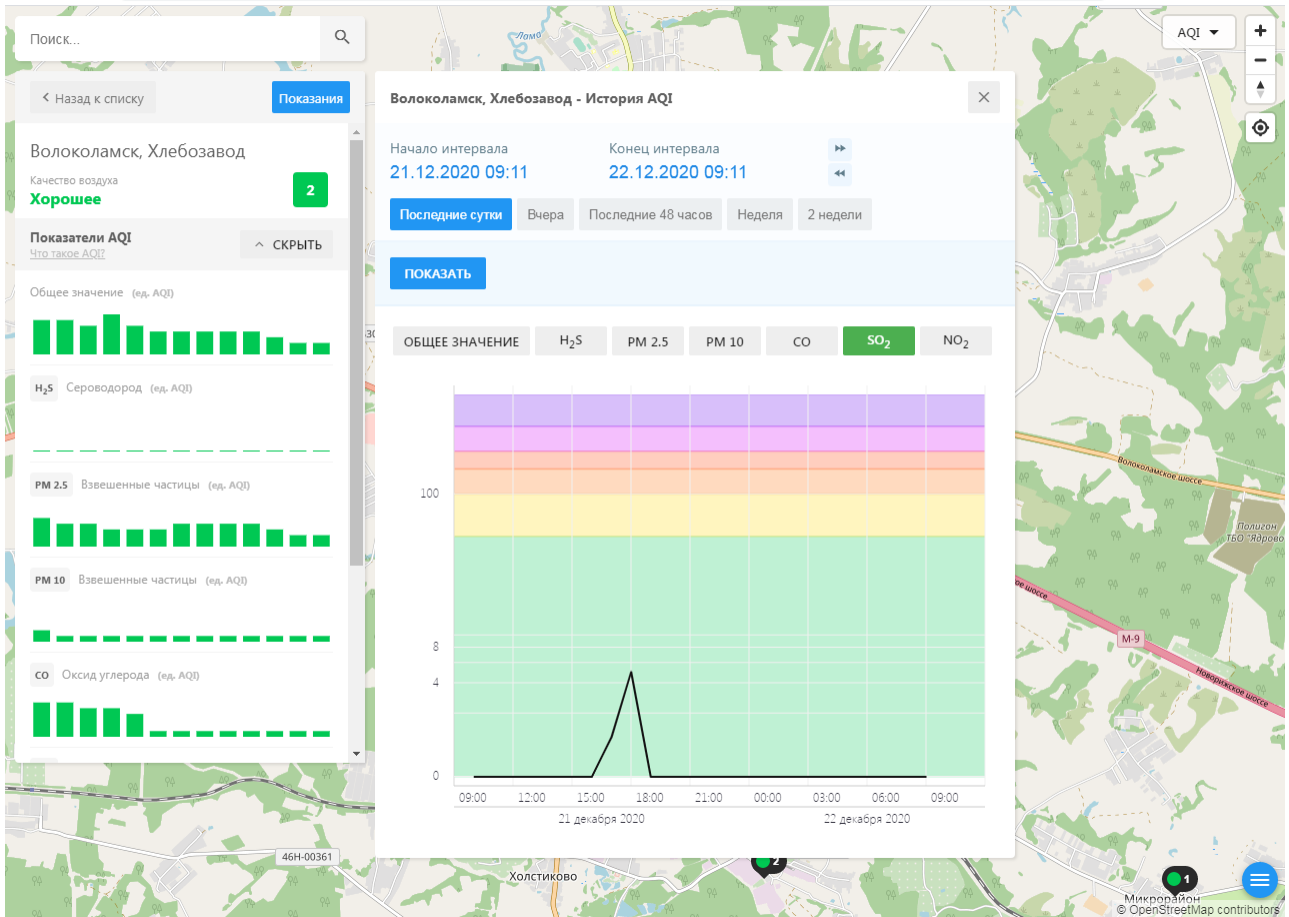 Поиск...
Назад к списку
Показания
Волоколамск, Хлебозавод
Качество воздуха
Хорошее
2
Показатели AQI
Что такое AQI?
СКРЫТЬ
Общее значение (ед. AQI)
H2S Сероводород (ед. AQI)
PM 2.5 Взвешенные частицы (ед. AQI)
PM 10 Взвешенные частицы (ед. AQI)
CO Оксид углерода (ед. AQI)
Волоколамск, Хлебозавод - История AQI
Начало интервала
21.12.2020 09:11
Конец интервала
22.12.2020 09:11
Последние сутки
Вчера
Последние 48 часов
Неделя
2 недели
ПОКАЗАТЬ
ОБЩЕЕ ЗНАЧЕНИЕ
H2S
PM 2.5
PM 10
CO
SO2
NO2
100
8
4
0
09:00 12:00 15:00 18:00 21:00 00:00 03:00 06:00 09:00
21 декабря 2020 22 декабря 2020
AQI
Ломо
Волоколамское шоссе
Полигон
ТБО "Ядрово
ое шоссе
М-9
Новорижское шоссе
46Н-00361
Холстиково
2
1
Микрорайон
© OpenStreetMap contributors